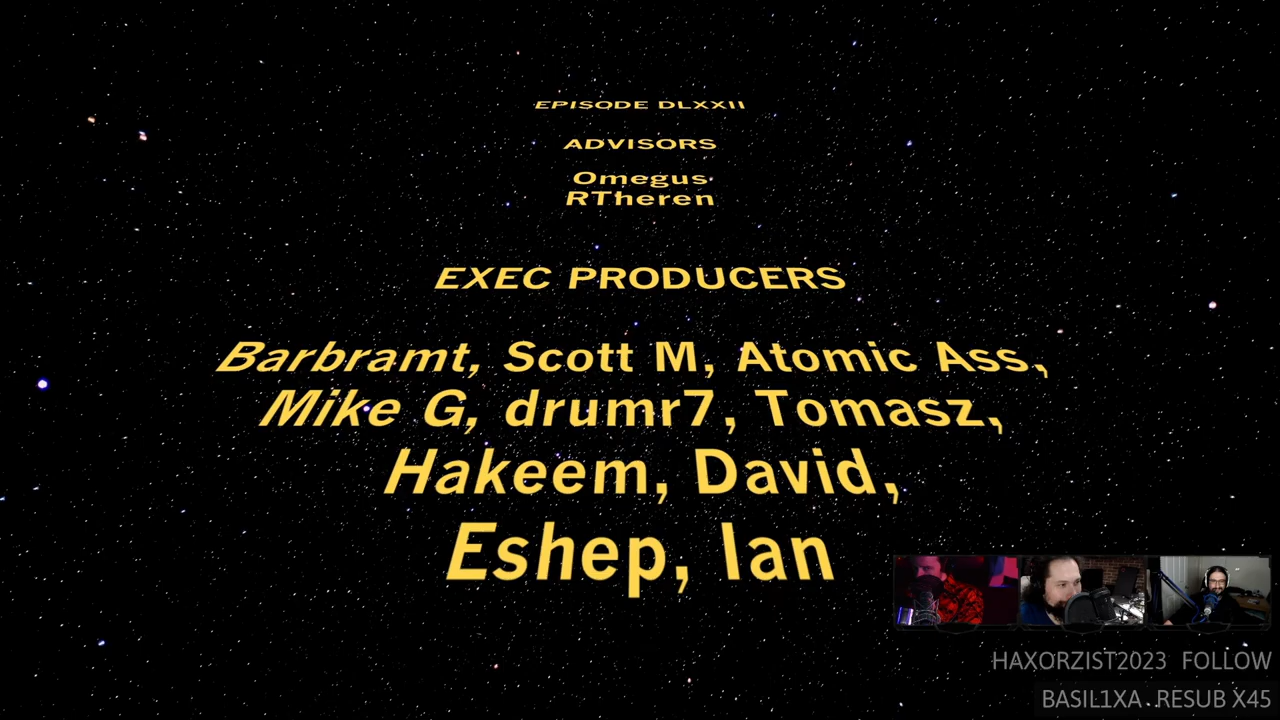 EPISODE DLXXII
ADVISORS
Omegus
RTheren
EXEC PRODUCERS
Barbramt, Scott M, Atomic Ass,
Mike G, drumr7, Tomasz,
Hakeem, David,
Eshep, Ian
HAXORZIST2023 FOLLOW
BASIL1XA RESUB X45